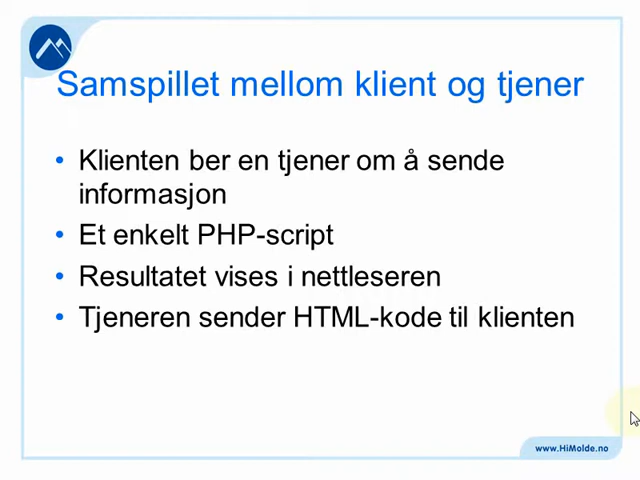 Samspillet mellom klient og tjener
• Klienten ber en tjener om å sende
informasjon
• Et enkelt PHP-script
• Resultatet vises i nettleseren
• Tjeneren sender HTML-kode til klienten
www.HiMolde.no